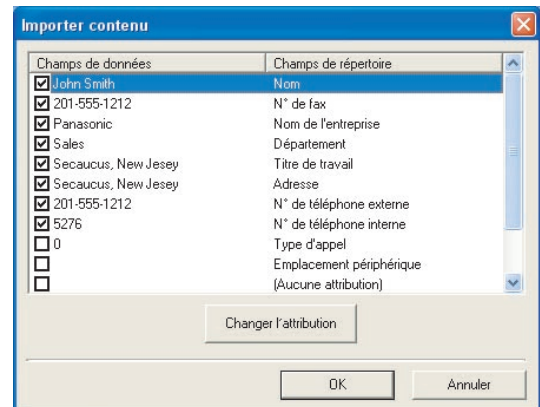 Importer contenu
Champs de données Champs de répertoire
John Smith Nom
201-555-1212 N° de fax
Panasonic Nom de l'entreprise
Sales Département
Secaucus, New Jesey Titre de travail
Secaucus, New Jesey Adresse
201-555-1212 N° de téléphone externe
5276 N° de téléphone interne
0 Type d'appel
Emplacement périphérique
(Aucune attribution)
Changer l'attribution
OK Annuler